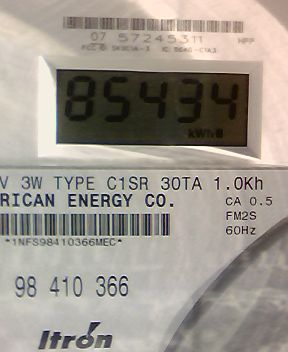 07 57245311
85434
kWh
V 3W TYPE C1SR 30TA 1.0Kh
RICAN ENERGY CO.
CA 0.5
FM2S
60Hz
*1NFS98410366MEC*
98 410 366
Itron